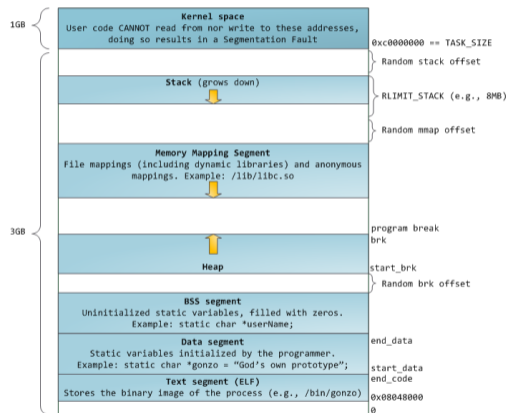 1GB
Kernel space
User code CANNOT read from nor write to these addresses,
doing so results in a Segmentation Fault
0xc0000000 == TASK_SIZE
Random stack offset
Stack (grows down)
RLIMIT_STACK (e.g., 8MB)
Random mmap offset
Memory Mapping Segment
File mappings (including dynamic libraries) and anonymous
mappings. Example: /lib/libc.so
3GB
program break
brk
Heap
start_brk
Random brk offset
BSS segment
Uninitialized static variables, filled with zeros.
Example: static char *userName;
Data segment
Static variables initialized by the programmer.
Example: static char *gonzo = “God’s own prototype”;
end_data
start_data
Text segment (ELF)
Stores the binary image of the process (e.g., /bin/gonzo)
end_code
0x08048000
0